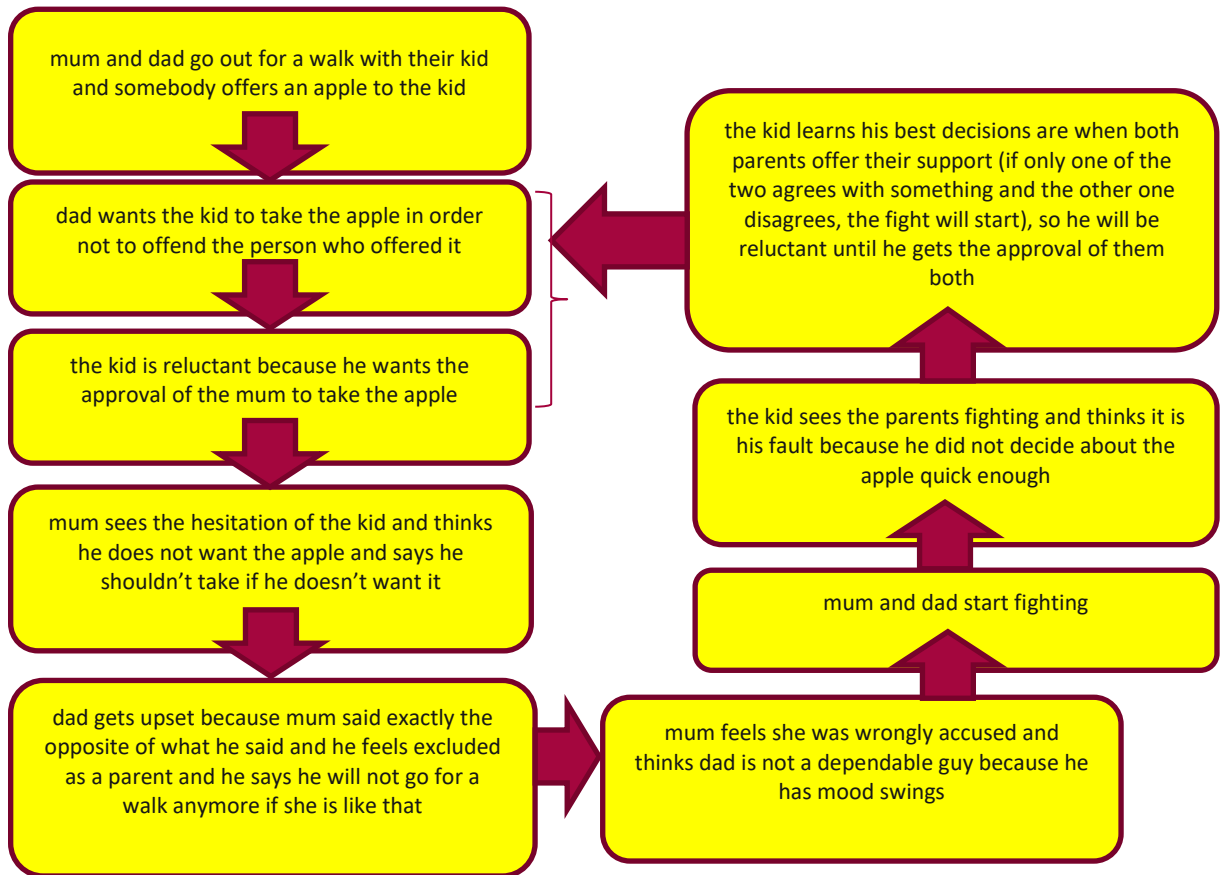 mum and dad go out for a walk with their kid
and somebody offers an apple to the kid
dad wants the kid to take the apple in order
not to offend the person who offered it
the kid is reluctant because he wants the
approval of the mum to take the apple
mum sees the hesitation of the kid and thinks
he does not want the apple and says he
shouldn’t take if he doesn’t want it
dad gets upset because mum said exactly the
opposite of what he said and he feels excluded
as a parent and he says he will not go for a
walk anymore if she is like that
mum feels she was wrongly accused and
thinks dad is not a dependable guy because he
has mood swings
mum and dad start fighting
the kid sees the parents fighting and thinks it is
his fault because he did not decide about the
apple quick enough
the kid learns his best decisions are when both
parents offer their support (if only one of the
two agrees with something and the other one
disagrees, the fight will start), so he will be
reluctant until he gets the approval of them
both